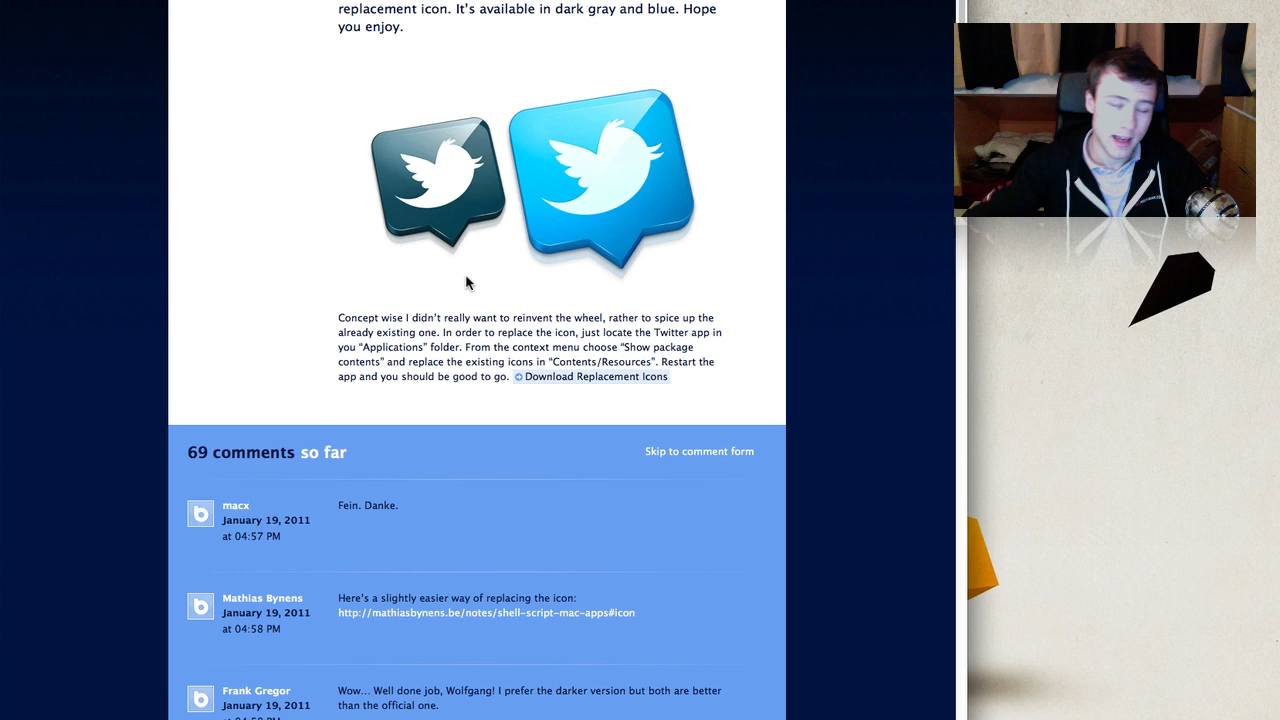 replacement icon. It's available in dark gray and blue. Hope
you enjoy.
Concept wise I didn't really want to reinvent the wheel, rather to spice up the
already existing one. In order to replace the icon, just locate the Twitter app in
you “Applications” folder. From the context menu choose “Show package
contents” and replace the existing icons in “Contents/Resources”. Restart the
app and you should be good to go. Download Replacement Icons
69 comments so far
Skip to comment form
macx
January 19, 2011
at 04:57 PM
Fein. Danke.
Mathias Bynens
January 19, 2011
at 04:58 PM
Here's a slightly easier way of replacing the icon:
http://mathiasbynens.be/notes/shell-script-mac-apps#icon
Frank Gregor
January 19, 2011
Wow... Well done job, Wolfgang! I prefer the darker version but both are better
than the official one.